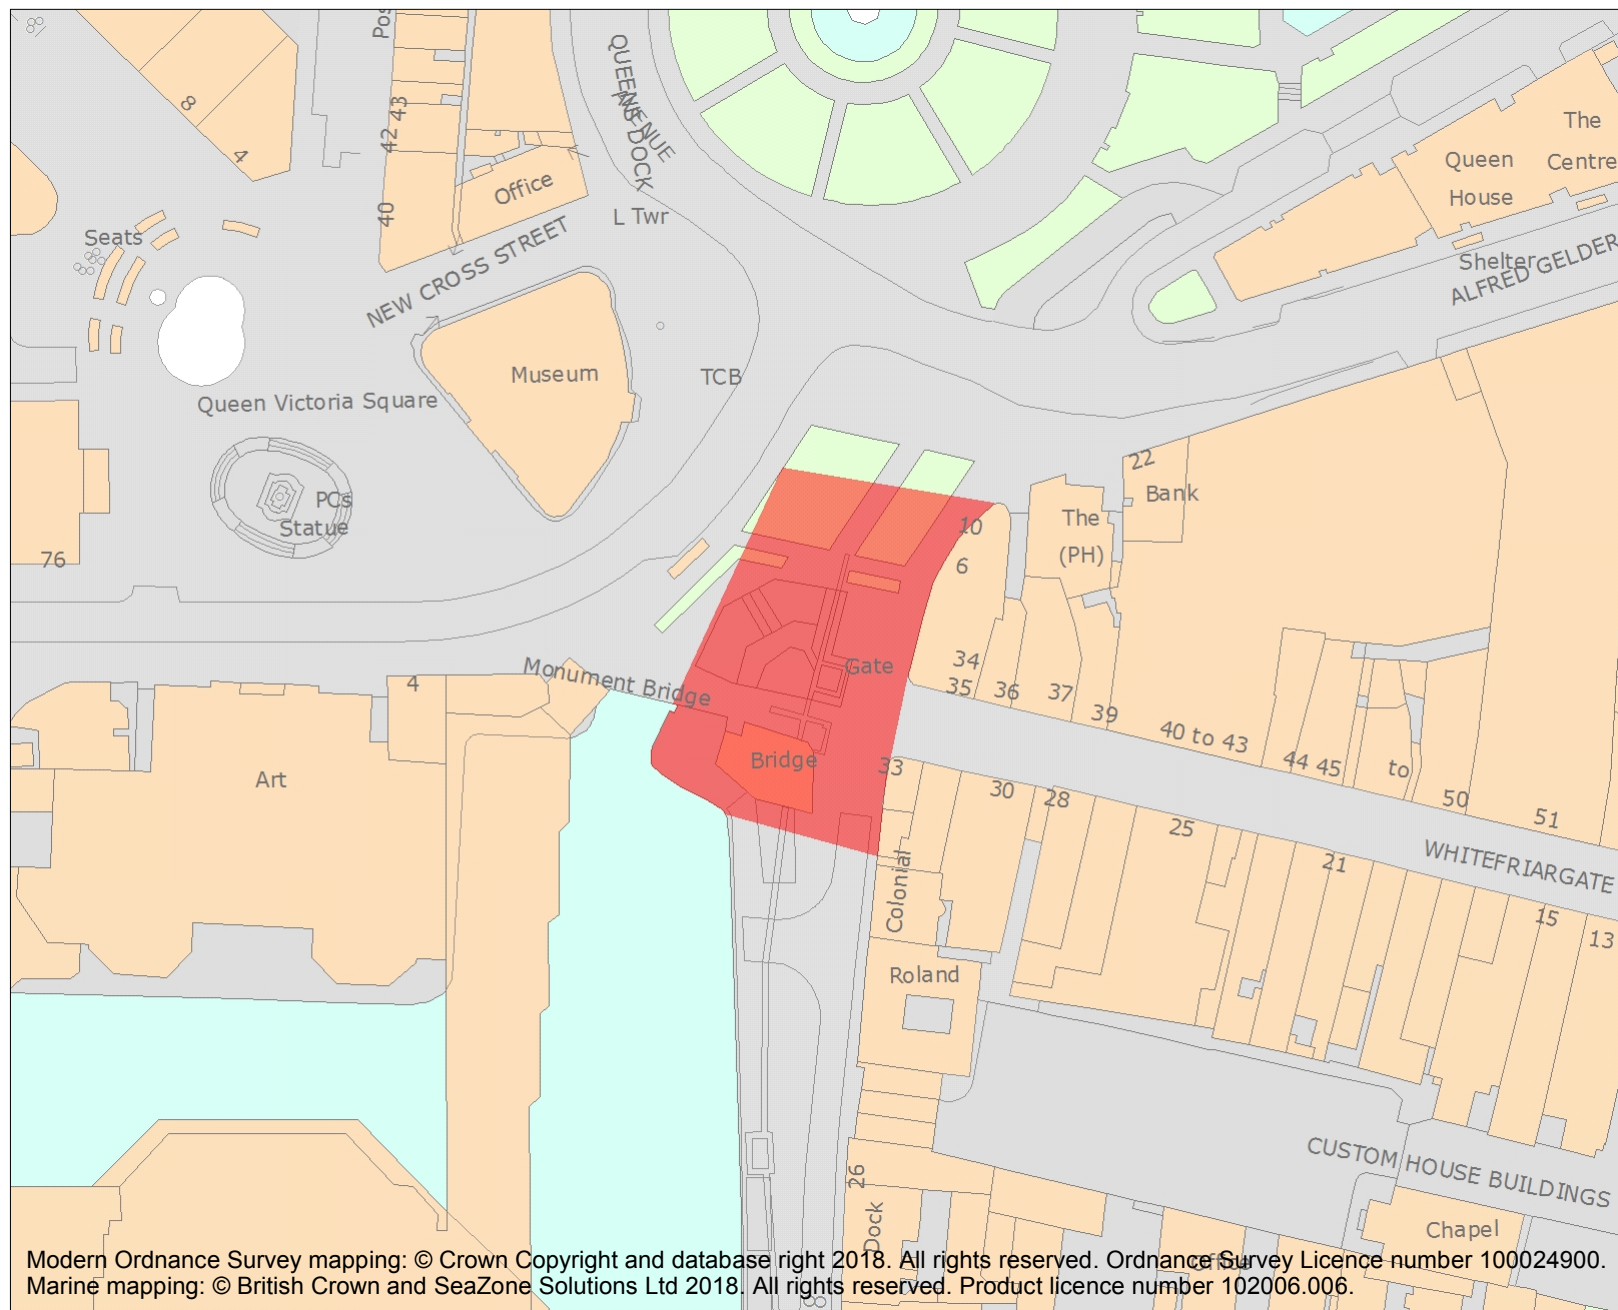 Pos
QUEENS DOCK
AVENUE
8
4
42 43
40
Office
L Twr
NEW CROSS STREET
Seats
The
Centre
Queen
House
Shelter
ALFRED GELDER
Museum
TCB
Queen Victoria Square
PCs
Statue
76
22
Bank
The
(PH)
10
6
34
35
36
37
39
40 to 43
44 45
to
50
51
Gate
Monument Bridge
4
Art
Bridge
33
30
28
25
21
WHITEFRIARGATE
15
13
Colonial
Roland
CUSTOM HOUSE BUILDINGS
26
Dock
Chapel
Office
8
Modern Ordnance Survey mapping: © Crown Copyright and database right 2018. All rights reserved. Ordnance Survey Licence number 100024900.
Marine mapping: © British Crown and SeaZone Solutions Ltd 2018. All rights reserved. Product licence number 102006.006.